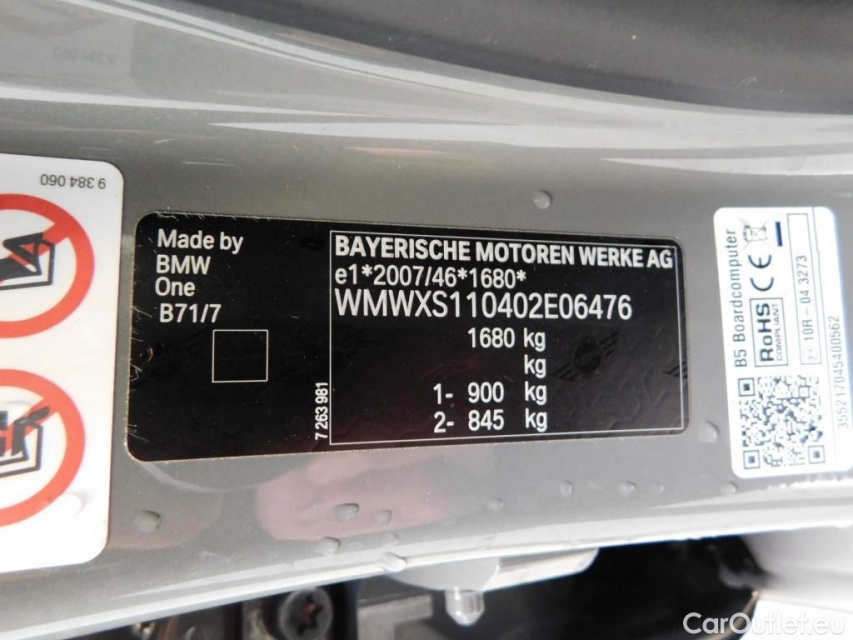 9 384 060
Made by
BMW
One
B71/7
7 263 981
BAYERISCHE MOTOREN WERKE AG
e1*2007/46*1680*
WMWXS110402E06476
1680 kg
kg
1- 900 kg
2- 845 kg
B5 Boardcomputer
CE
RoHS
COMPLIANT
10R - 04 3273
355217045400562
CarOutlet.eu